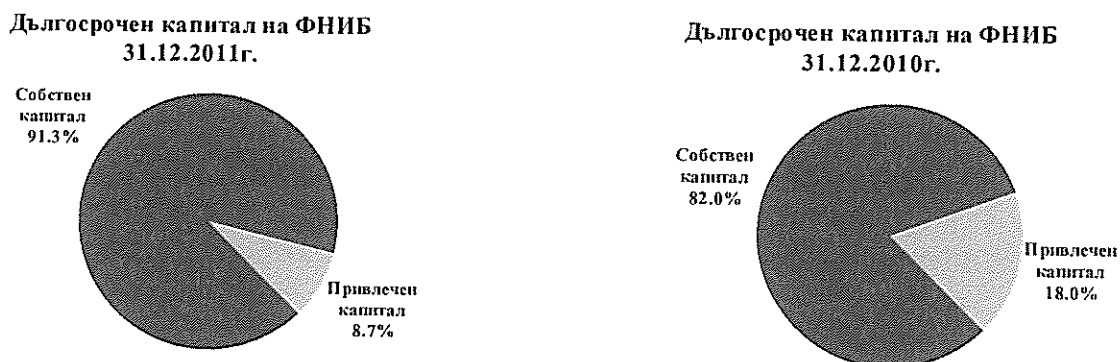 Дългосрочен капитал на ФНИБ
31.12.2011г.
Собствен
капитал
91.3%
Привлечен
капитал
8.7%
Дългосрочен капитал на ФНИБ
31.12.2010г.
Собствен
капитал
82.0%
Привлечен
капитал
18.0%